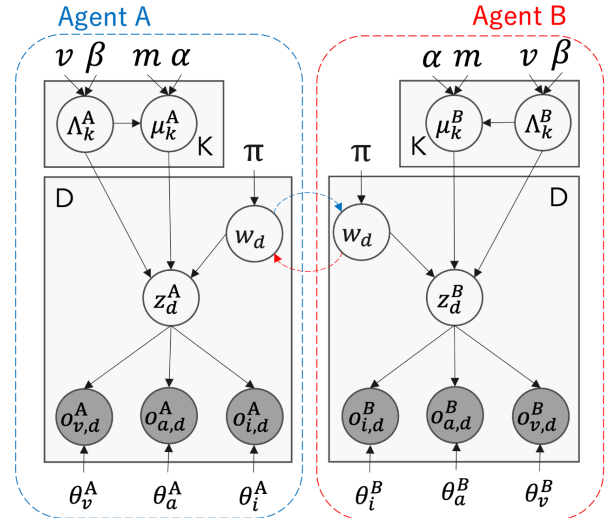 Agent A
Agent B
ν β m α
α m ν β
Λ_k^A μ_k^A
μ_k^B Λ_k^B
K
K
π
π
D
D
w_d
w_d
z_d^A
z_d^B
o_{v,d}^A o_{a,d}^A o_{i,d}^A
o_{i,d}^B o_{a,d}^B o_{v,d}^B
θ_v^A θ_a^A θ_i^A
θ_i^B θ_a^B θ_v^B